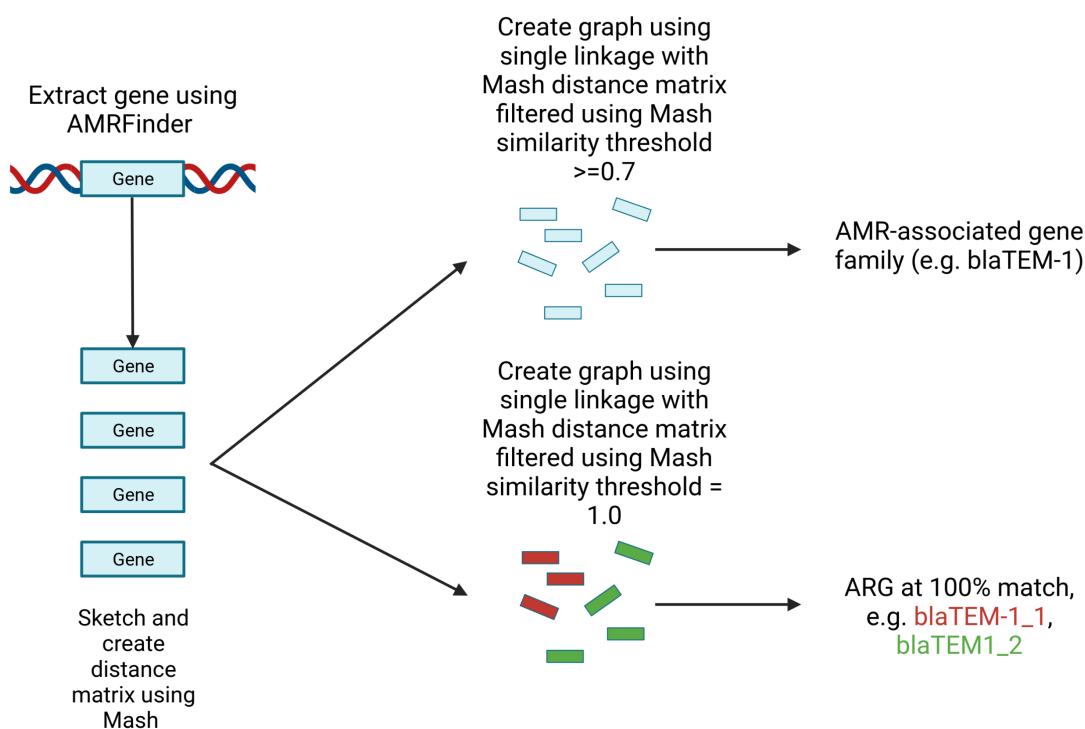 Extract gene using
AMRFinder
Gene
Gene
Gene
Gene
Gene
Sketch and
create
distance
matrix using
Mash
Create graph using
single linkage with
Mash distance matrix
filtered using Mash
similarity threshold
>=0.7
AMR-associated gene
family (e.g. blaTEM-1)
Create graph using
single linkage with
Mash distance matrix
filtered using Mash
similarity threshold =
1.0
ARG at 100% match,
e.g. blaTEM-1_1,
blaTEM1_2